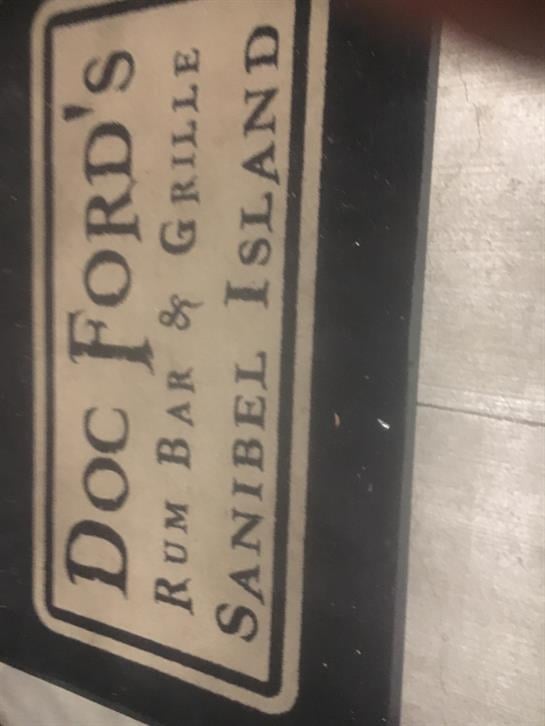 Doc Ford's
Rum Bar & Grille
Sanibel Island